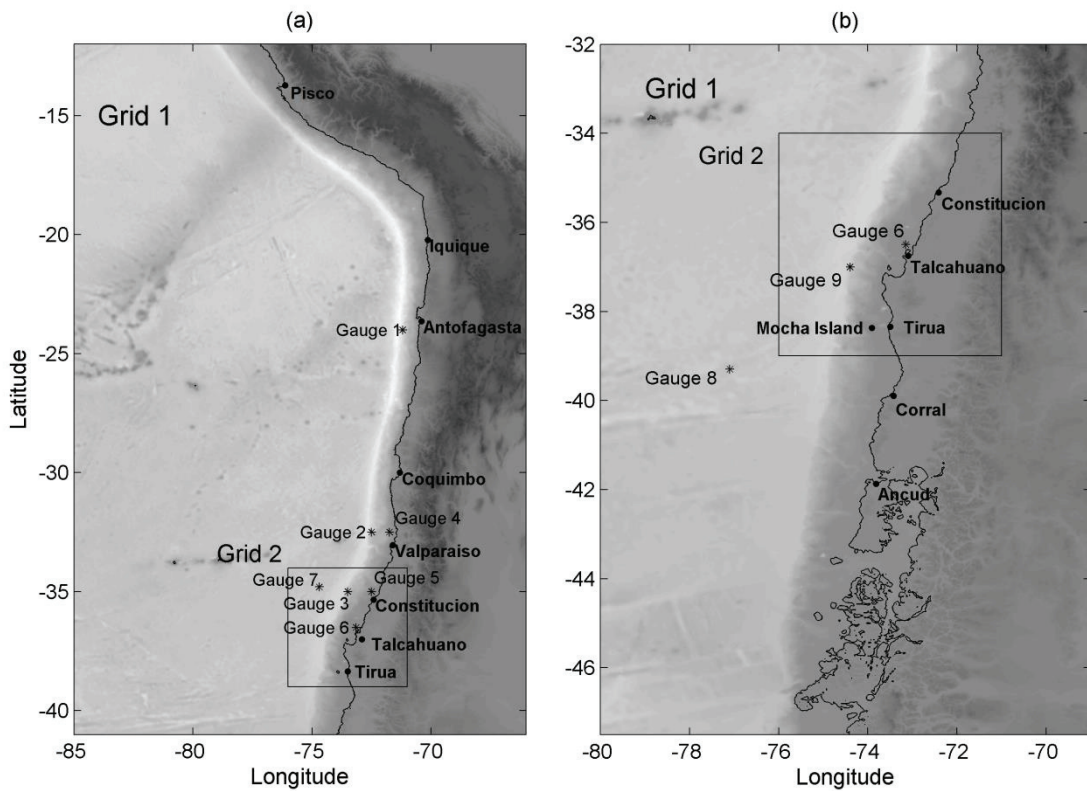 (a)
Grid 1
Pisco
Iquique
Gauge 1
Antofagasta
Coquimbo
Gauge 2
Gauge 4
Valparaiso
Grid 2
Gauge 7
Gauge 5
Gauge 3
Constitucion
Gauge 6
Talcahuano
Tirua
-15
-20
-25
-30
-35
-40
Latitude
-85
-80
-75
-70
Longitude
(b)
Grid 1
Grid 2
Constitucion
Gauge 6
Talcahuano
Gauge 9
Mocha Island
Tirua
Gauge 8
Corral
Ancud
-32
-34
-36
-38
-40
-42
-44
-46
-80
-78
-76
-74
-72
-70
Longitude